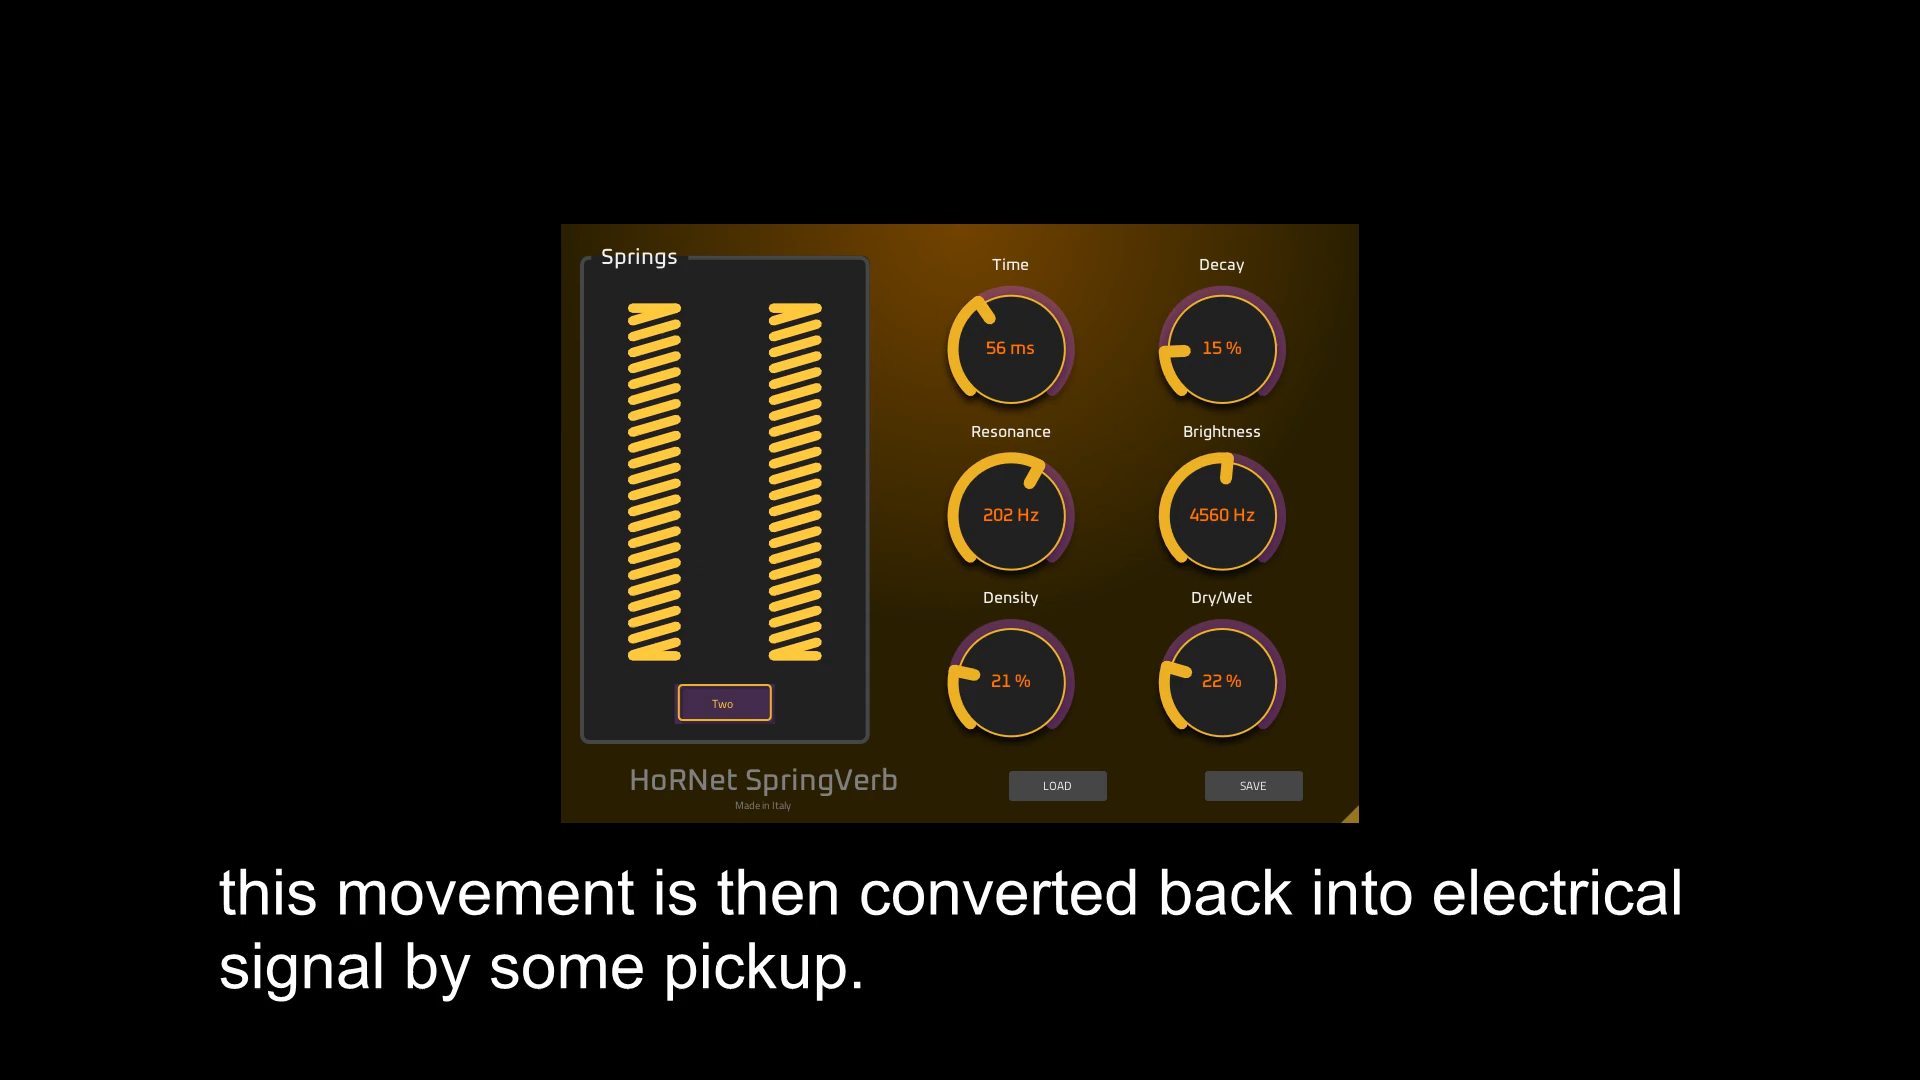 Springs
Time
Decay
56 ms
15 %
Resonance
Brightness
202 Hz
4560 Hz
Density
Dry/Wet
21 %
22 %
Two
HoRNet SpringVerb
Made in Italy
LOAD
SAVE
this movement is then converted back into electrical
signal by some pickup.